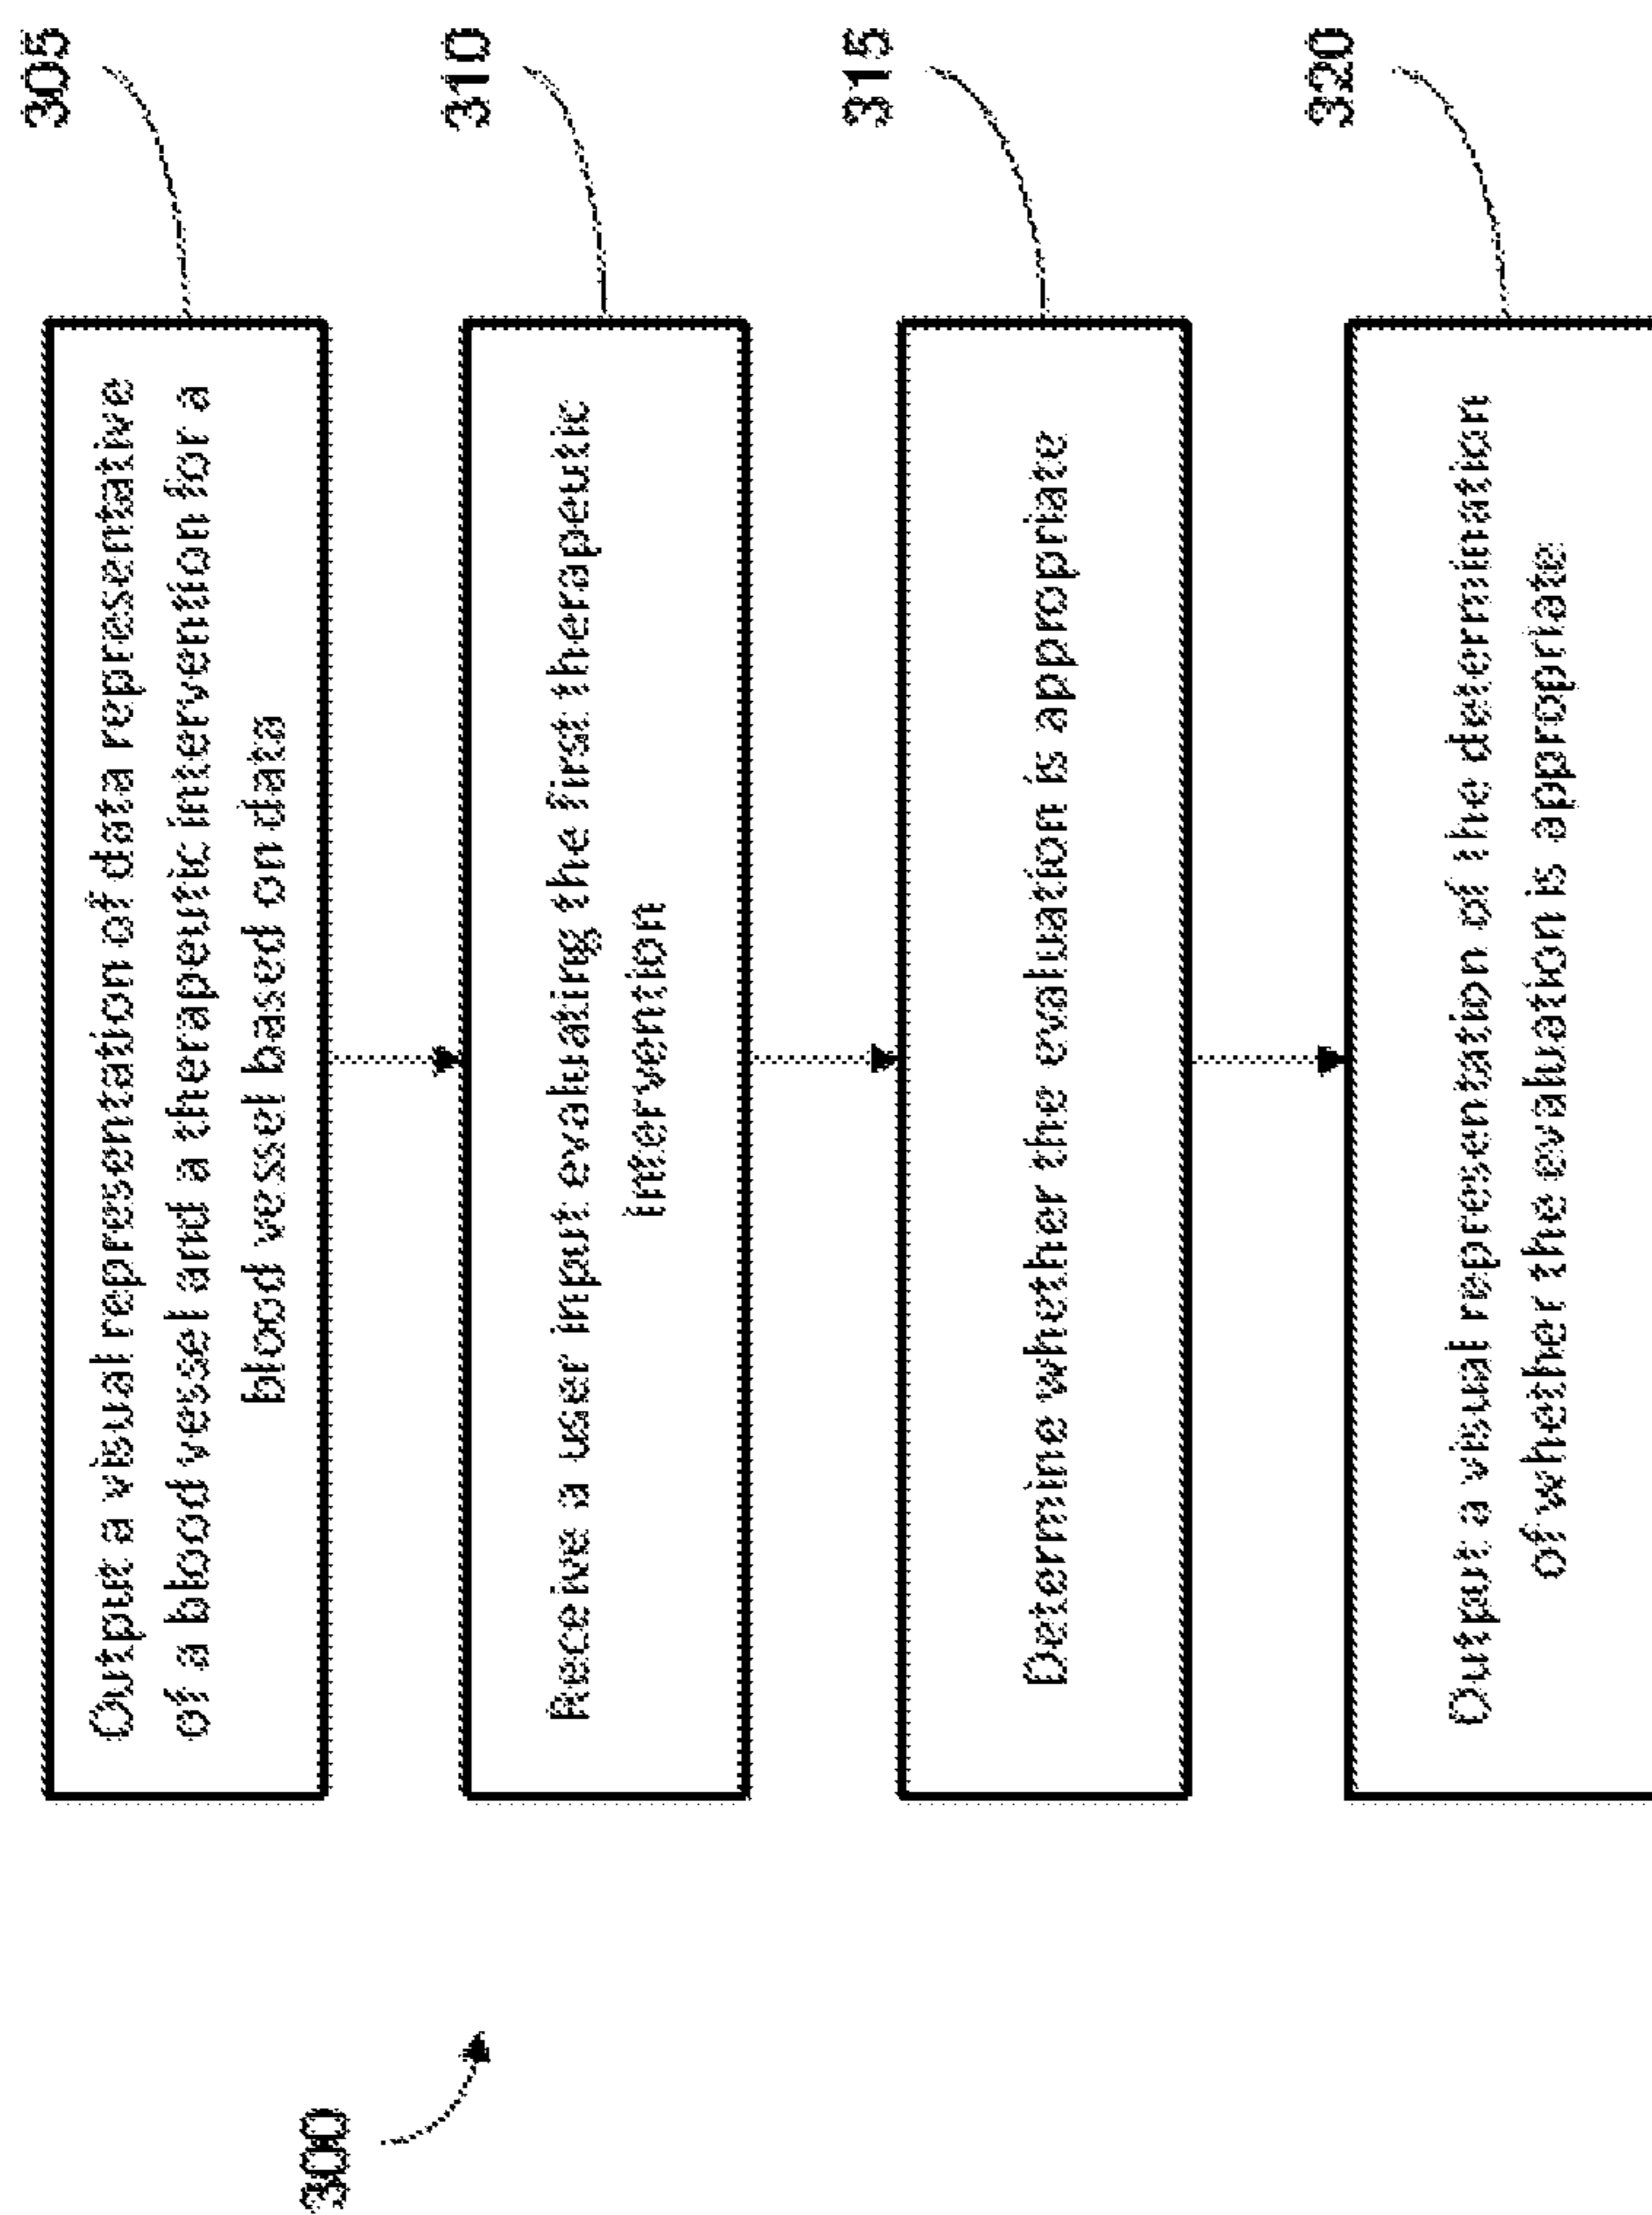 300
305
Output a visual representation of data representative
of a blood vessel and a therapeutic intervention for a
blood vessel based on data
310
Receive a user input evaluating the first therapeutic
intervention
315
Determine whether the evaluation is appropriate
320
Output a visual representation of the determination
of whether the evaluation is appropriate